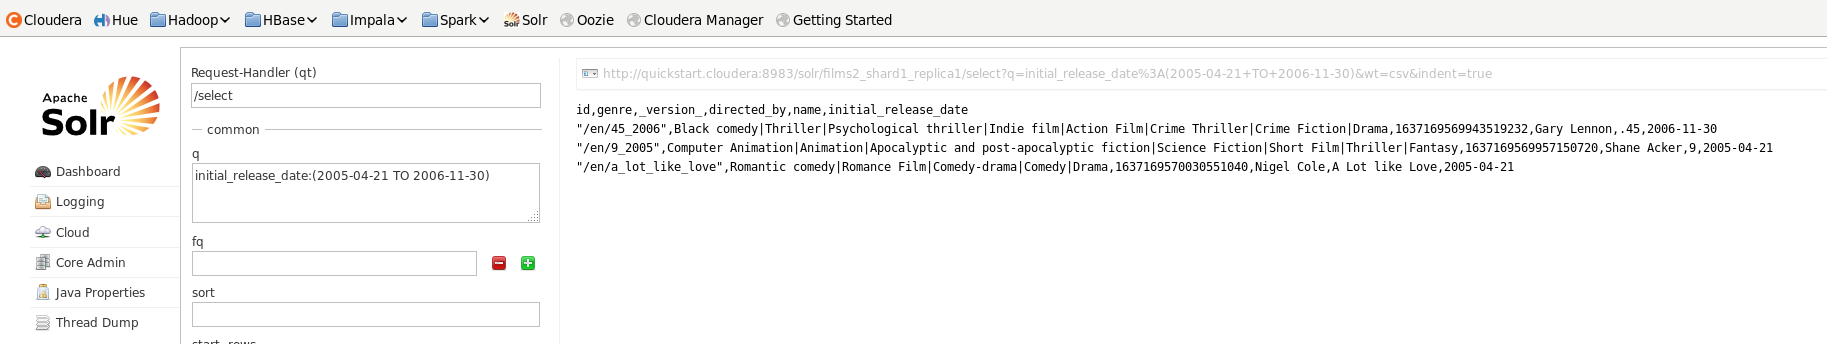 Cloudera Hue Hadoop HBase Impala Spark Solr Oozie Cloudera Manager Getting Started
Apache
Solr
Dashboard
Logging
Cloud
Core Admin
Java Properties
Thread Dump
Request-Handler (qt)
/select
common
q
initial_release_date:(2005-04-21 TO 2006-11-30)
fq
sort
http://quickstart.cloudera:8983/solr/films2_shard1_replica1/select?q=initial_release_date%3A(2005-04-21+TO+2006-11-30)&wt=csv&indent=true
id,genre,_version_,directed_by,name,initial_release_date
"/en/45_2006",Black comedy|Thriller|Psychological thriller|Indie film|Action Film|Crime Thriller|Crime Fiction|Drama,1637169569943519232,Gary Lennon,.45,2006-11-30
"/en/9_2005",Computer Animation|Animation|Apocalyptic and post-apocalyptic fiction|Science Fiction|Short Film|Thriller|Fantasy,1637169569957150720,Shane Acker,9,2005-04-21
"/en/a_lot_like_love",Romantic comedy|Romance Film|Comedy-drama|Comedy|Drama,1637169570030551040,Nigel Cole,A Lot like Love,2005-04-21